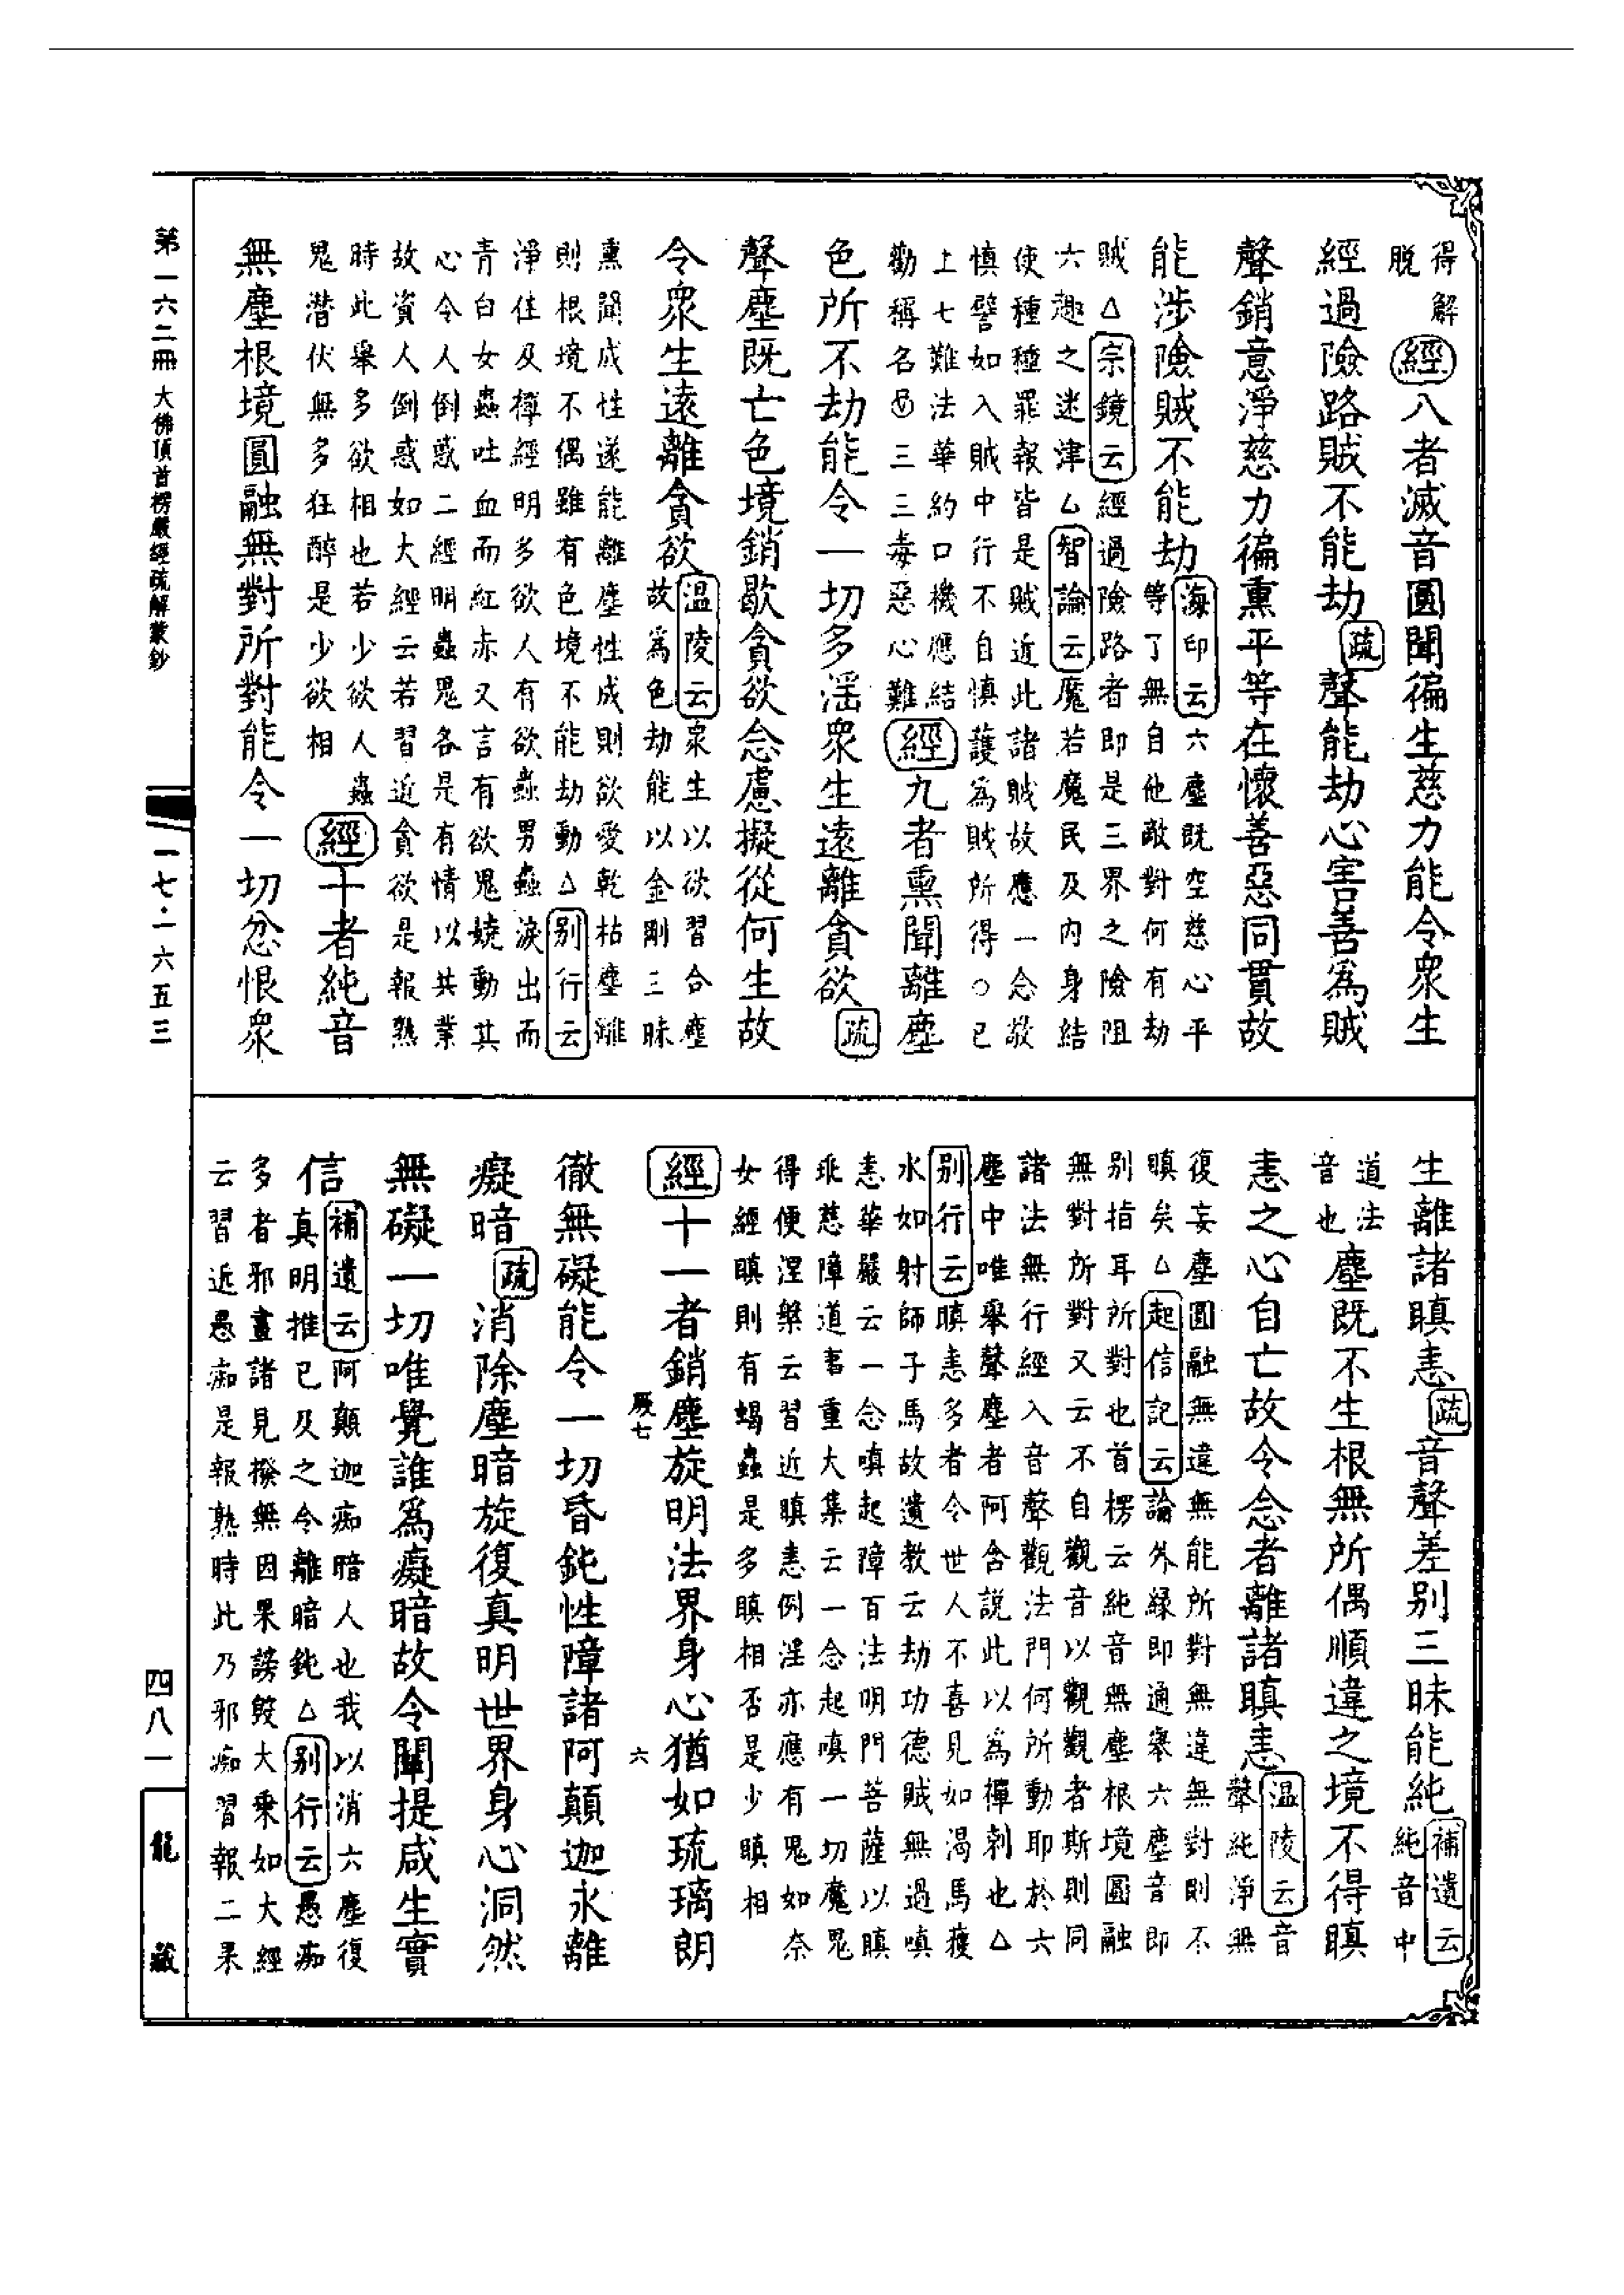 得解
脫
經八者滅音圓聞徧生慈力能令衆生
經過險路賊不能劫疏聲能劫心害善爲賊
聲銷意淨慈力徧熏平等在懷善惡同貫故
能涉險賊不能劫
海印云六塵既空慈心平
等了無自他敵對何有劫
賊△宗鏡云經過險路者即是三界之險阻
六趣之迷津△智論云魔若魔民及內身結
使種種罪報皆是賊近此諸賊故應一念敬
慎譬如入賊中行不自慎護爲賊所得○已
上七難法華約口機應結
勸稱名㊣三三毒惡心難
經九者熏聞離塵
色所不劫能令一切多淫衆生遠離貪欲疏
聲塵既亡色境銷歇貪欲念慮擬從何生故
令衆生遠離貪欲
温陵云衆生以欲習合塵
故爲色劫能以金剛三昧
熏聞成性遂能離塵性成則欲愛乾枯塵離
則根境不偶雖有色境不能劫動△别行云
淨住及禪經明多欲人有欲蟲男蟲淚出而
青白女蟲吐血而紅赤又言有欲鬼嬈動其
心令人倒惑二經明蟲鬼各是有情以共業
故資人倒惑如大經云若習近貪欲是報熟
時此舉多欲相也若少欲人蟲
鬼潛伏無多狂醉是少欲相
經十者純音
無塵根境圓融無對所對能令一切忿恨衆
生離諸瞋恚疏音聲差别三昧能純
補遺云
純音中
道法
音也
塵既不生根無所偶順違之境不得瞋
恚之心自亡故令念者離諸瞋恚
温陵云音
聲純淨無
復妄塵圓融無違無能所對無違無對則不
瞋矣△起信記云論外緣即通舉六塵音即
别指耳所對也首楞云純音無塵根境圓融
無對所對又云不自觀音以觀觀者斯則同
諸法無行經入音聲觀法門何所動耶於六
塵中唯舉聲塵者阿含説此以爲禪刺也△
别行云瞋恚多者令世人不喜見如渴馬護
水如射師子馬故遺教云劫功德賊無過嗔
恚華嚴云一念嗔起障百法明門菩薩以瞋
乖慈障道事重大集云一念起嗔一切魔鬼
得便涅槃云習近瞋恚例淫亦應有鬼如奈
女經瞋則有蝎蟲是多瞋相否是少瞋相
經十一者銷塵旋明法界身心猶如琉璃朗
徹無礙能令一切昏鈍性障諸阿顛迦永離
癡暗疏消除塵暗旋復真明世界身心洞然
無礙一切唯覺誰爲癡暗故令闡提咸生實
信
補遺云阿顛迦痴暗人也我以消六塵復
真明推已及之令離暗鈍△别行云愚痴
多者邪畫諸見撥無因果謗毀大乘如大經
云習近愚痴是報熟時此乃邪痴習報二果
厥七
六
第一六二冊 大佛頂首楞嚴經疏解蒙鈔
一七·一六五三
四八一
龍藏